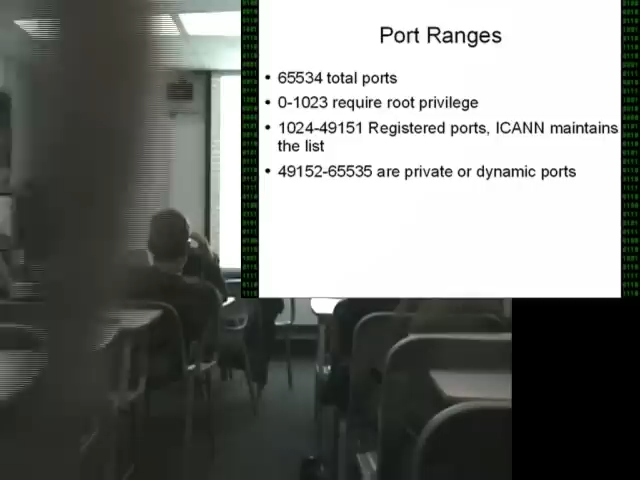 Port Ranges
• 65534 total ports
• 0-1023 require root privilege
• 1024-49151 Registered ports, ICANN maintains
the list
• 49152-65535 are private or dynamic ports